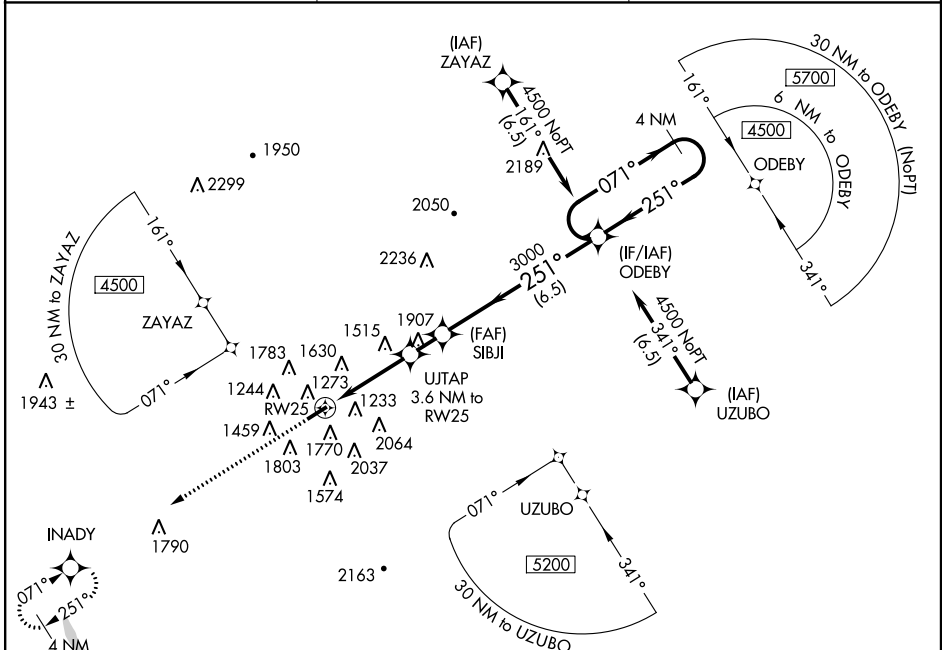 (IAF)
ZAYAZ
4500 NoPT
161°
(6.5)
2189
4 NM
071°
251°
30 NM to ODEBY (NoPT)
5700
161°
6 NM to ODEBY
4500
ODEBY
341°
1950
2299
2050
2236
(IF/IAF)
ODEBY
3000
251°
(6.5)
30 NM to ZAYAZ
161°
4500
ZAYAZ
071°
1943 ±
4500 NoPT
341°
(6.5)
(IAF)
UZUBO
1515
1907
(FAF)
SIBJI
1783
1630
UJTAP
3.6 NM to
RW25
1244
1273
RW25
1233
1459
1770
2064
1803
2037
1574
1790
INADY
071°
251°
4 NM
2163
071°
UZUBO
341°
5200
30 NM to UZUBO